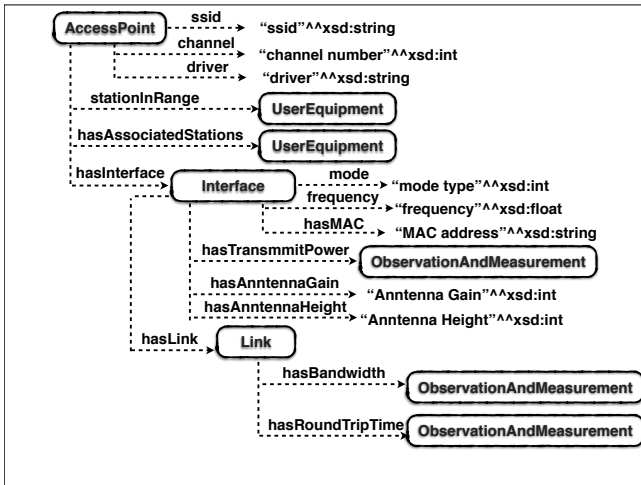 ssid
AccessPoint
“ssid”^^xsd:string
channel
“channel number”^^xsd:int
driver
“driver”^^xsd:string
stationInRange
UserEquipment
hasAssociatedStations
UserEquipment
hasInterface
Interface
mode
“mode type”^^xsd:int
frequency
“frequency”^^xsd:float
hasMAC
“MAC address”^^xsd:string
hasTransmmitPower
ObservationAndMeasurement
hasAnntennaGain
“Anntenna Gain”^^xsd:int
hasAnntennaHeight
“Anntenna Height”^^xsd:int
hasLink
Link
hasBandwidth
ObservationAndMeasurement
hasRoundTripTime
ObservationAndMeasurement